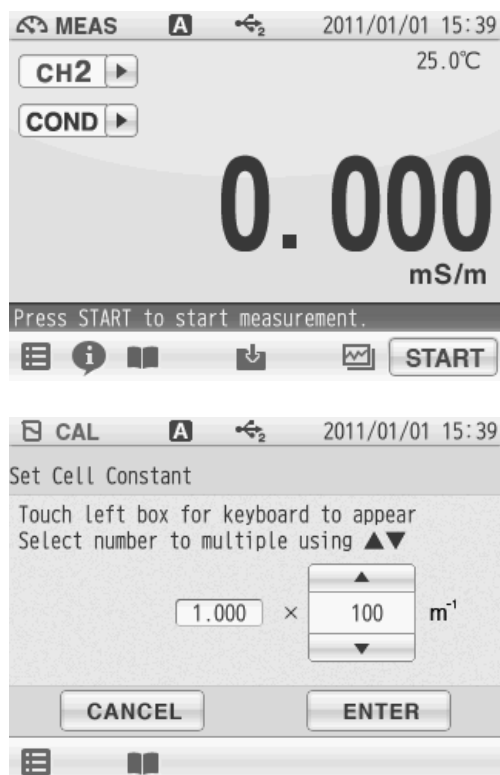 MEAS A 2 2011/01/01 15:39
CH2 25.0℃
COND
0.000
mS/m
Press START to start measurement.
START
CAL A 2 2011/01/01 15:39
Set Cell Constant
Touch left box for keyboard to appear
Select number to multiple using ▲▼
1.000 × 100 m⁻¹
CANCEL ENTER